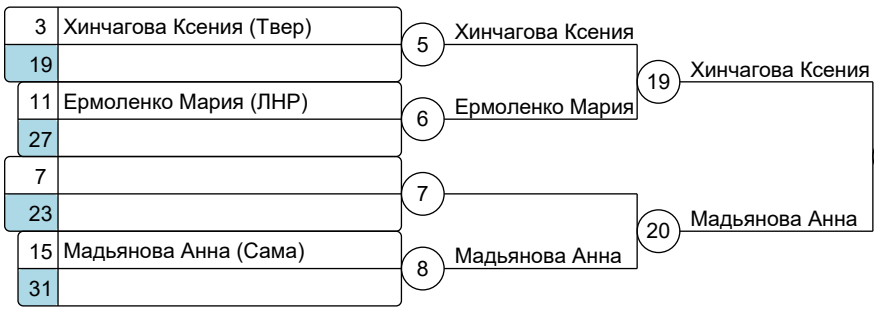 3 Хинчагова Ксения (Твер)
19
11 Ермоленко Мария (ЛНР)
27
7
23
15 Мадьянова Анна (Сама)
31
5 Хинчагова Ксения
6 Ермоленко Мария
7
8 Мадьянова Анна
19 Хинчагова Ксения
20 Мадьянова Анна